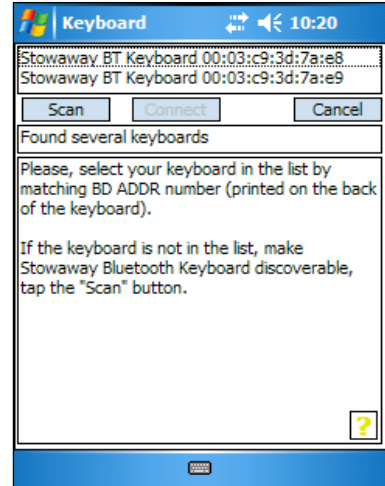 Keyboard 10:20
Stowaway BT Keyboard 00:03:c9:3d:7a:e8
Stowaway BT Keyboard 00:03:c9:3d:7a:e9
Scan Connect Cancel
Found several keyboards
Please, select your keyboard in the list by
matching BD ADDR number (printed on the back
of the keyboard).
If the keyboard is not in the list, make
Stowaway Bluetooth Keyboard discoverable,
tap the "Scan" button.
?